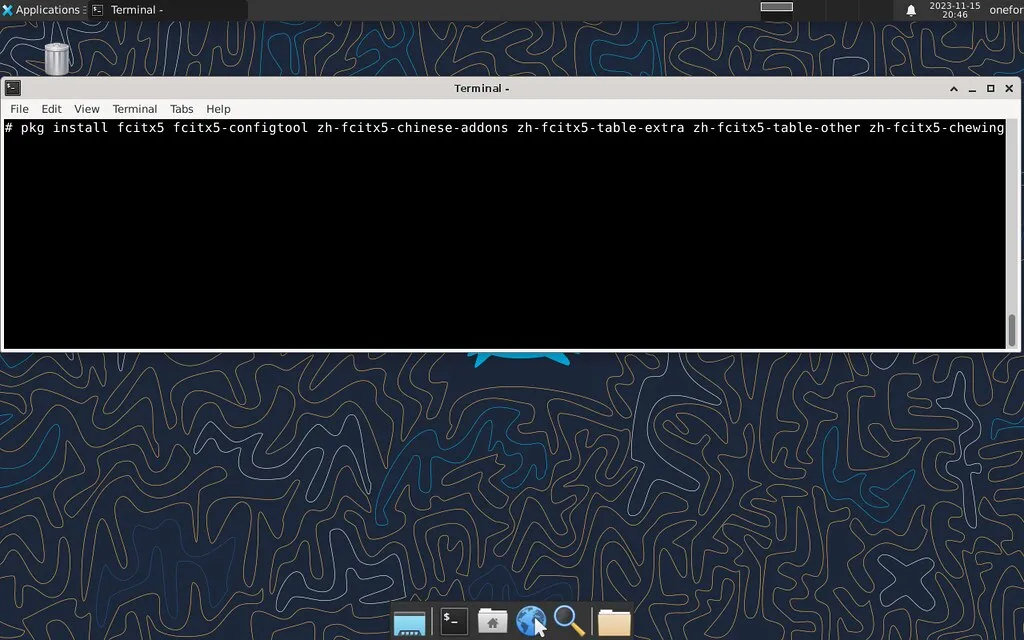 Applications
Terminal -
2023-11-15
20:46
onefor
Terminal -
File Edit View Terminal Tabs Help
# pkg install fcitx5 fcitx5-configtool zh-fcitx5-chinese-addons zh-fcitx5-table-extra zh-fcitx5-table-other zh-fcitx5-chewing